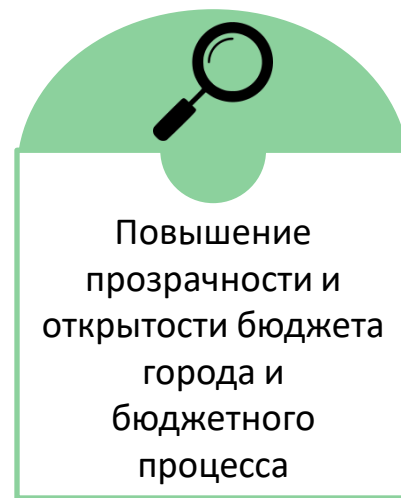 Повышение
прозрачности и
открытости бюджета
города и
бюджетного
процесса